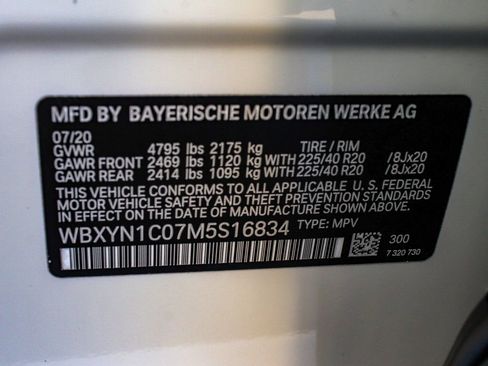 MFD BY BAYERISCHE MOTOREN WERKE AG
07/20
GVWR 4795 lbs 2175 kg TIRE / RIM
GAWR FRONT 2469 lbs 1120 kg WITH 225/40 R20 /8Jx20
GAWR REAR 2414 lbs 1095 kg WITH 225/40 R20 /8Jx20
THIS VEHICLE CONFORMS TO ALL APPLICABLE U. S. FEDERAL
MOTOR VEHICLE SAFETY, BUMPER, AND THEFT PREVENTION
STANDARDS IN EFFECT ON THE DATE OF MANUFACTURE SHOWN ABOVE.
WBXYN1C07M5S16834 TYPE: MPV
300
7 320 730